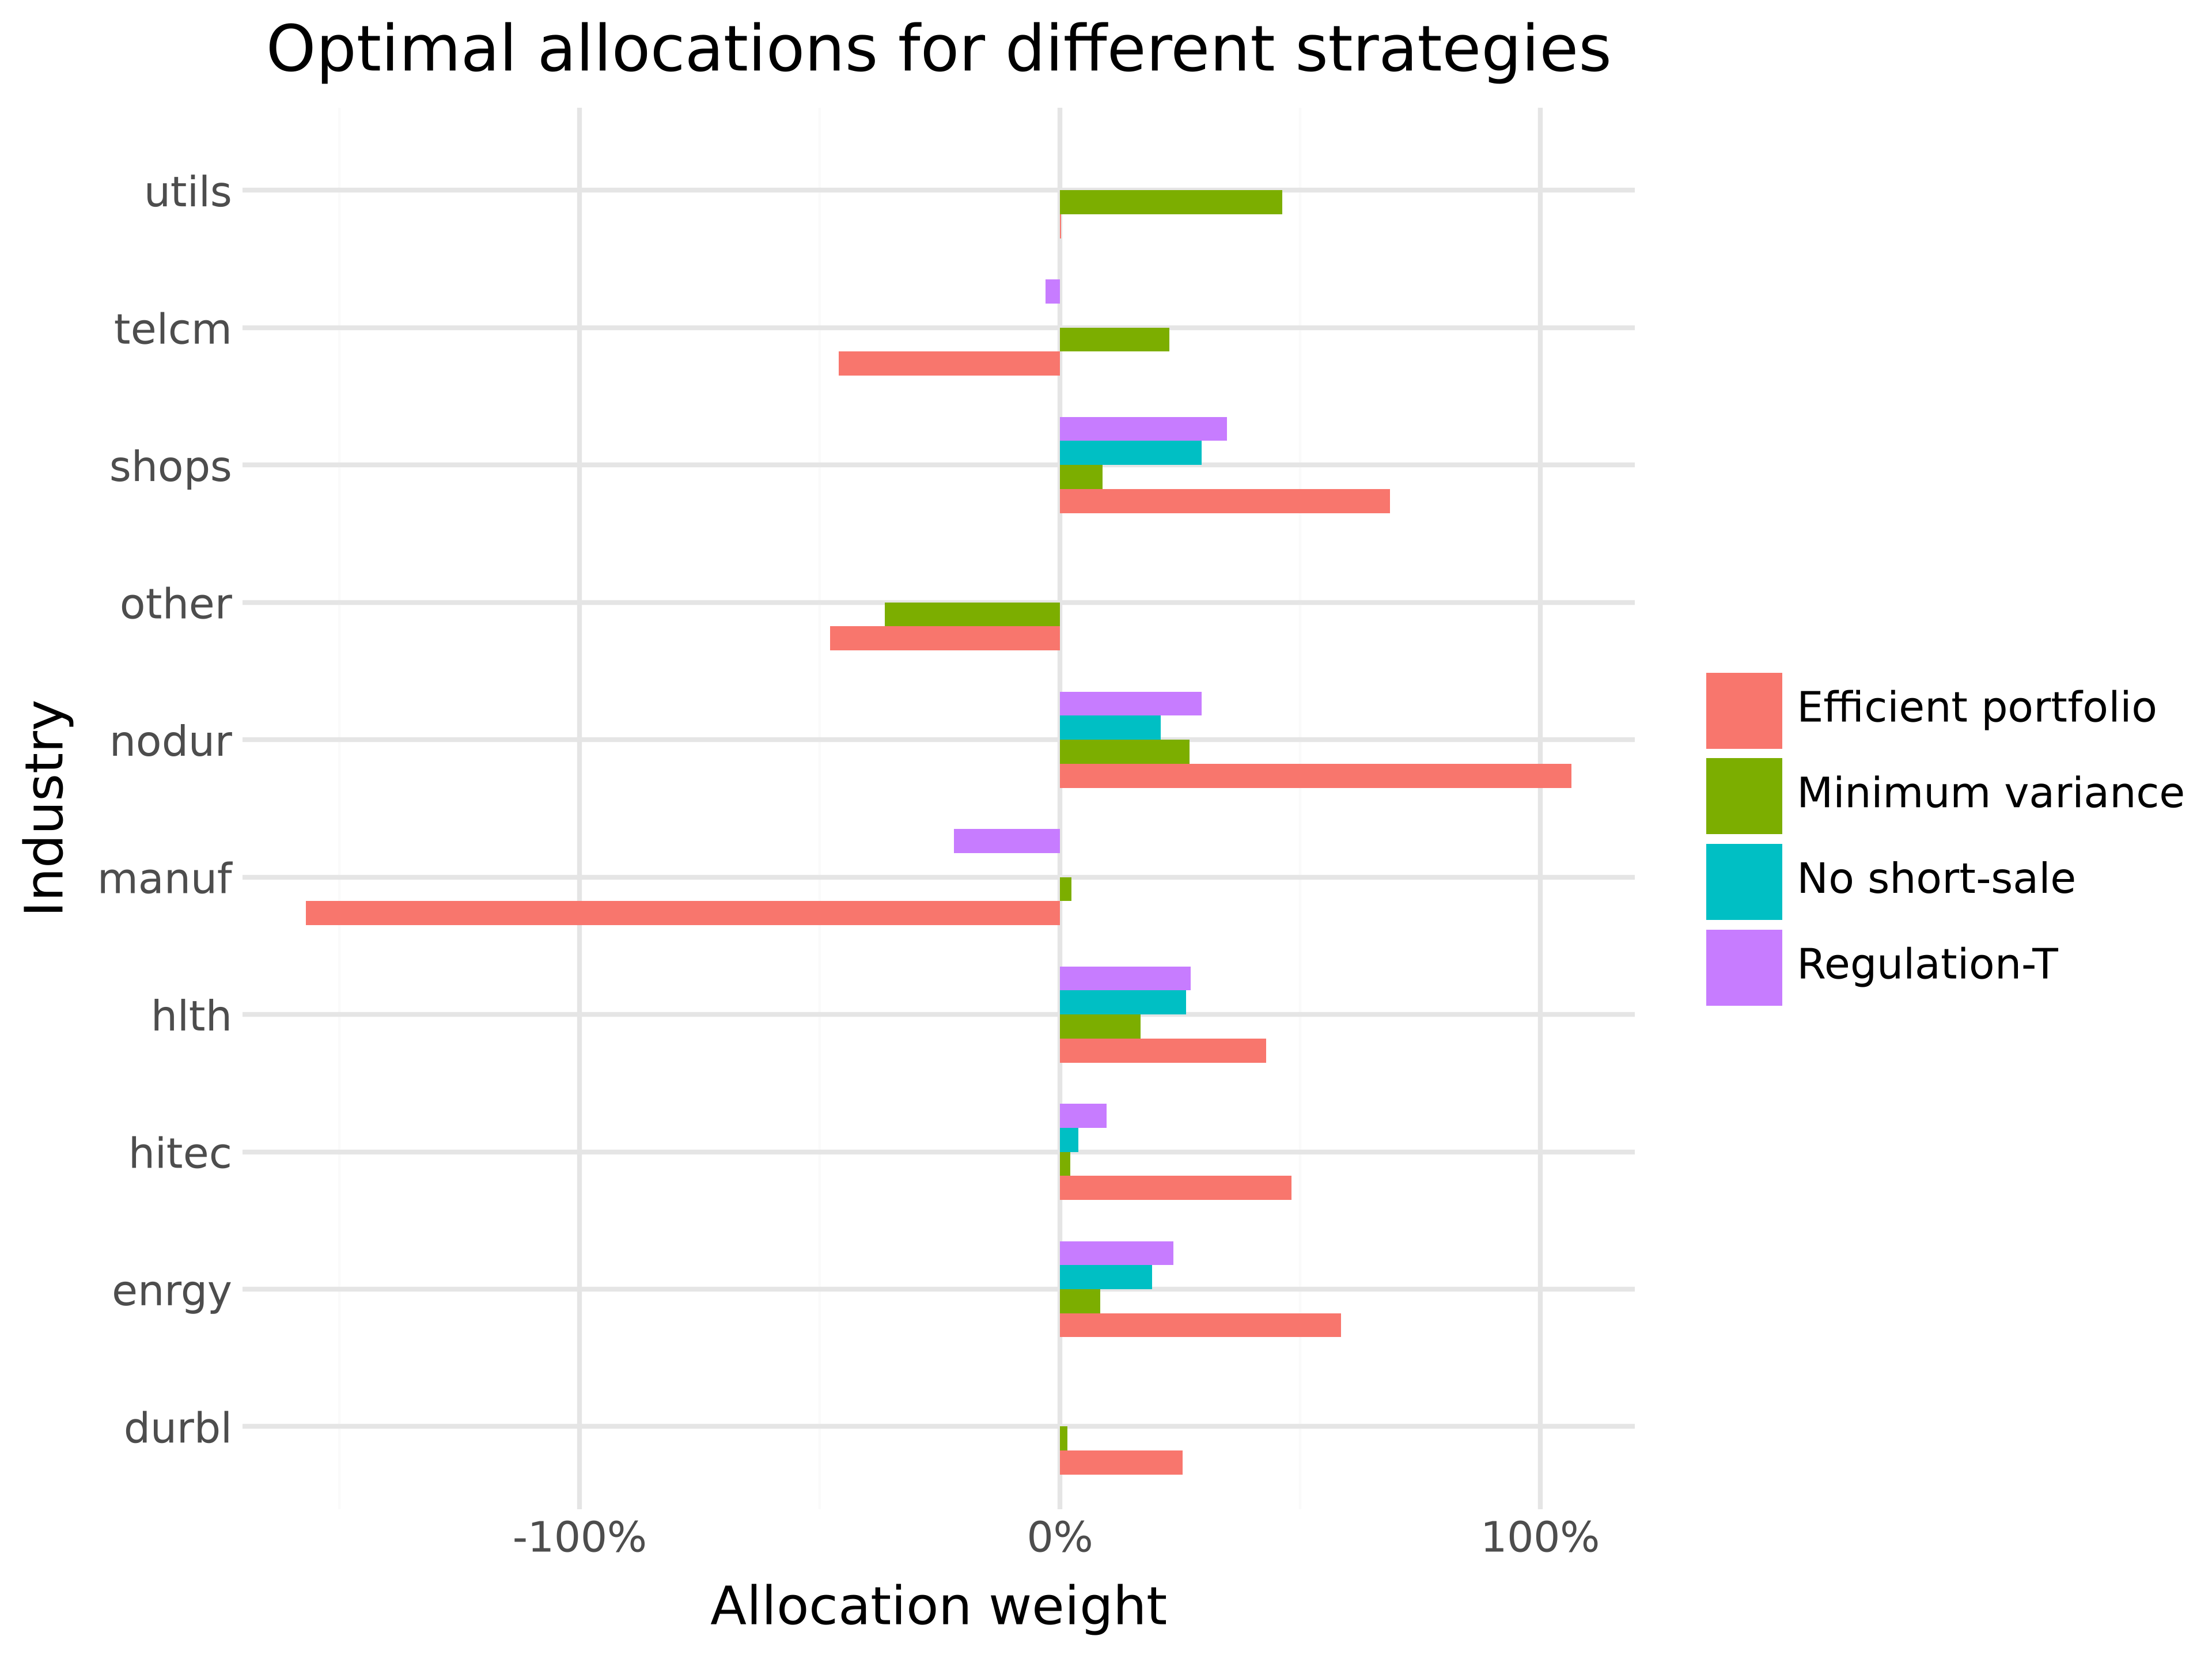 Optimal allocations for different strategies
Industry
utils
telcm
shops
other
nodur
manuf
hlth
hitec
enrgy
durbl
-100%
0%
100%
Allocation weight
Efficient portfolio
Minimum variance
No short-sale
Regulation-T